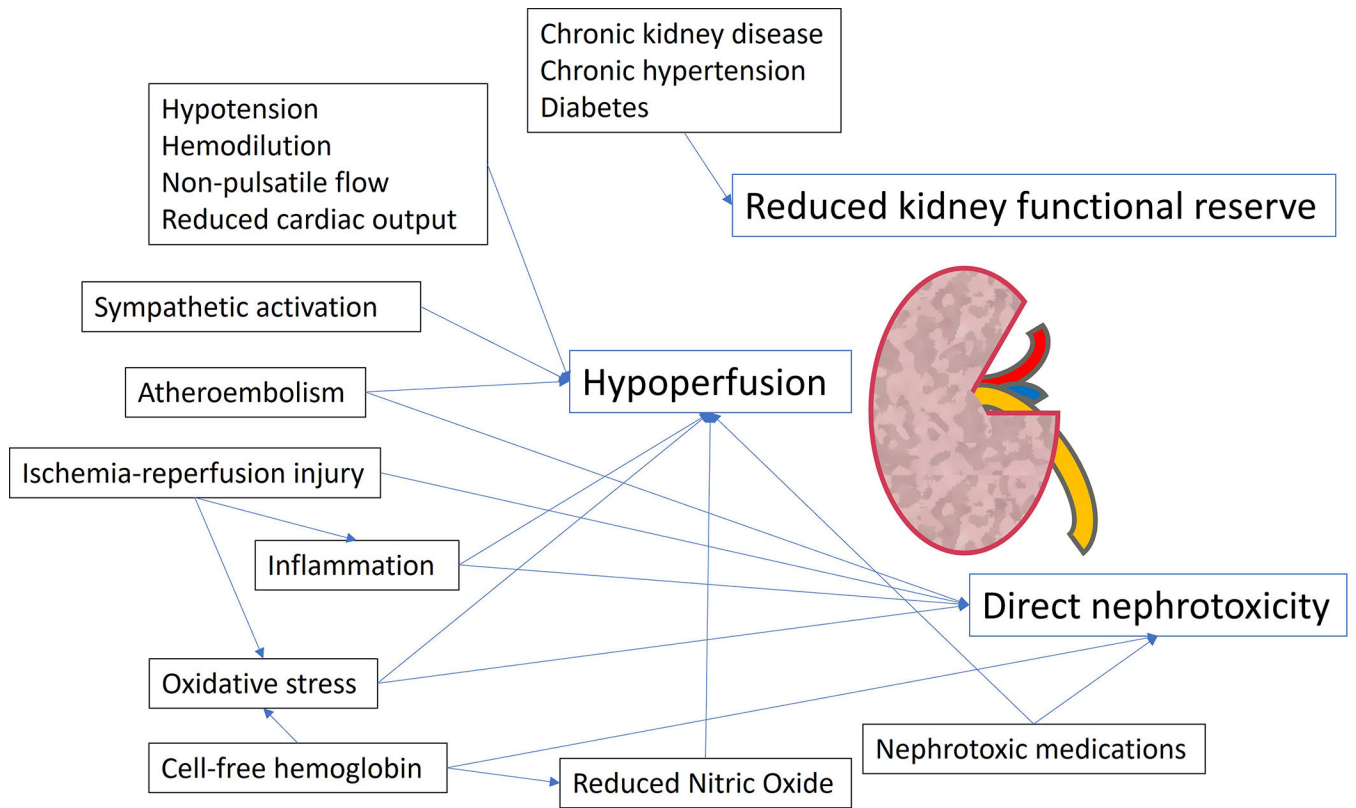 Chronic kidney disease
Chronic hypertension
Diabetes
Hypotension
Hemodilution
Non-pulsatile flow
Reduced cardiac output
Reduced kidney functional reserve
Sympathetic activation
Atheroembolism
Hypoperfusion
Ischemia-reperfusion injury
Inflammation
Direct nephrotoxicity
Oxidative stress
Cell-free hemoglobin
Reduced Nitric Oxide
Nephrotoxic medications